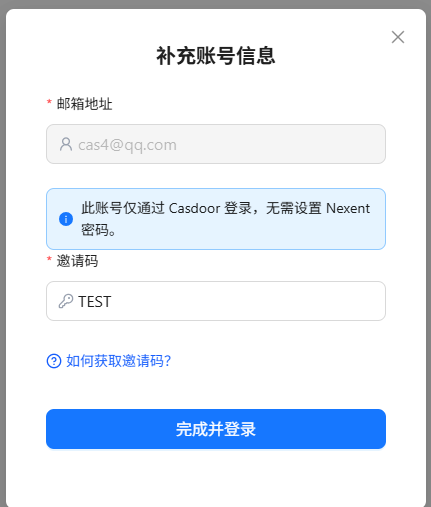 补充账号信息
* 邮箱地址
cas4@qq.com
此账号仅通过 Casdoor 登录，无需设置 Nexent
密码。
* 邀请码
TEST
如何获取邀请码？
完成并登录